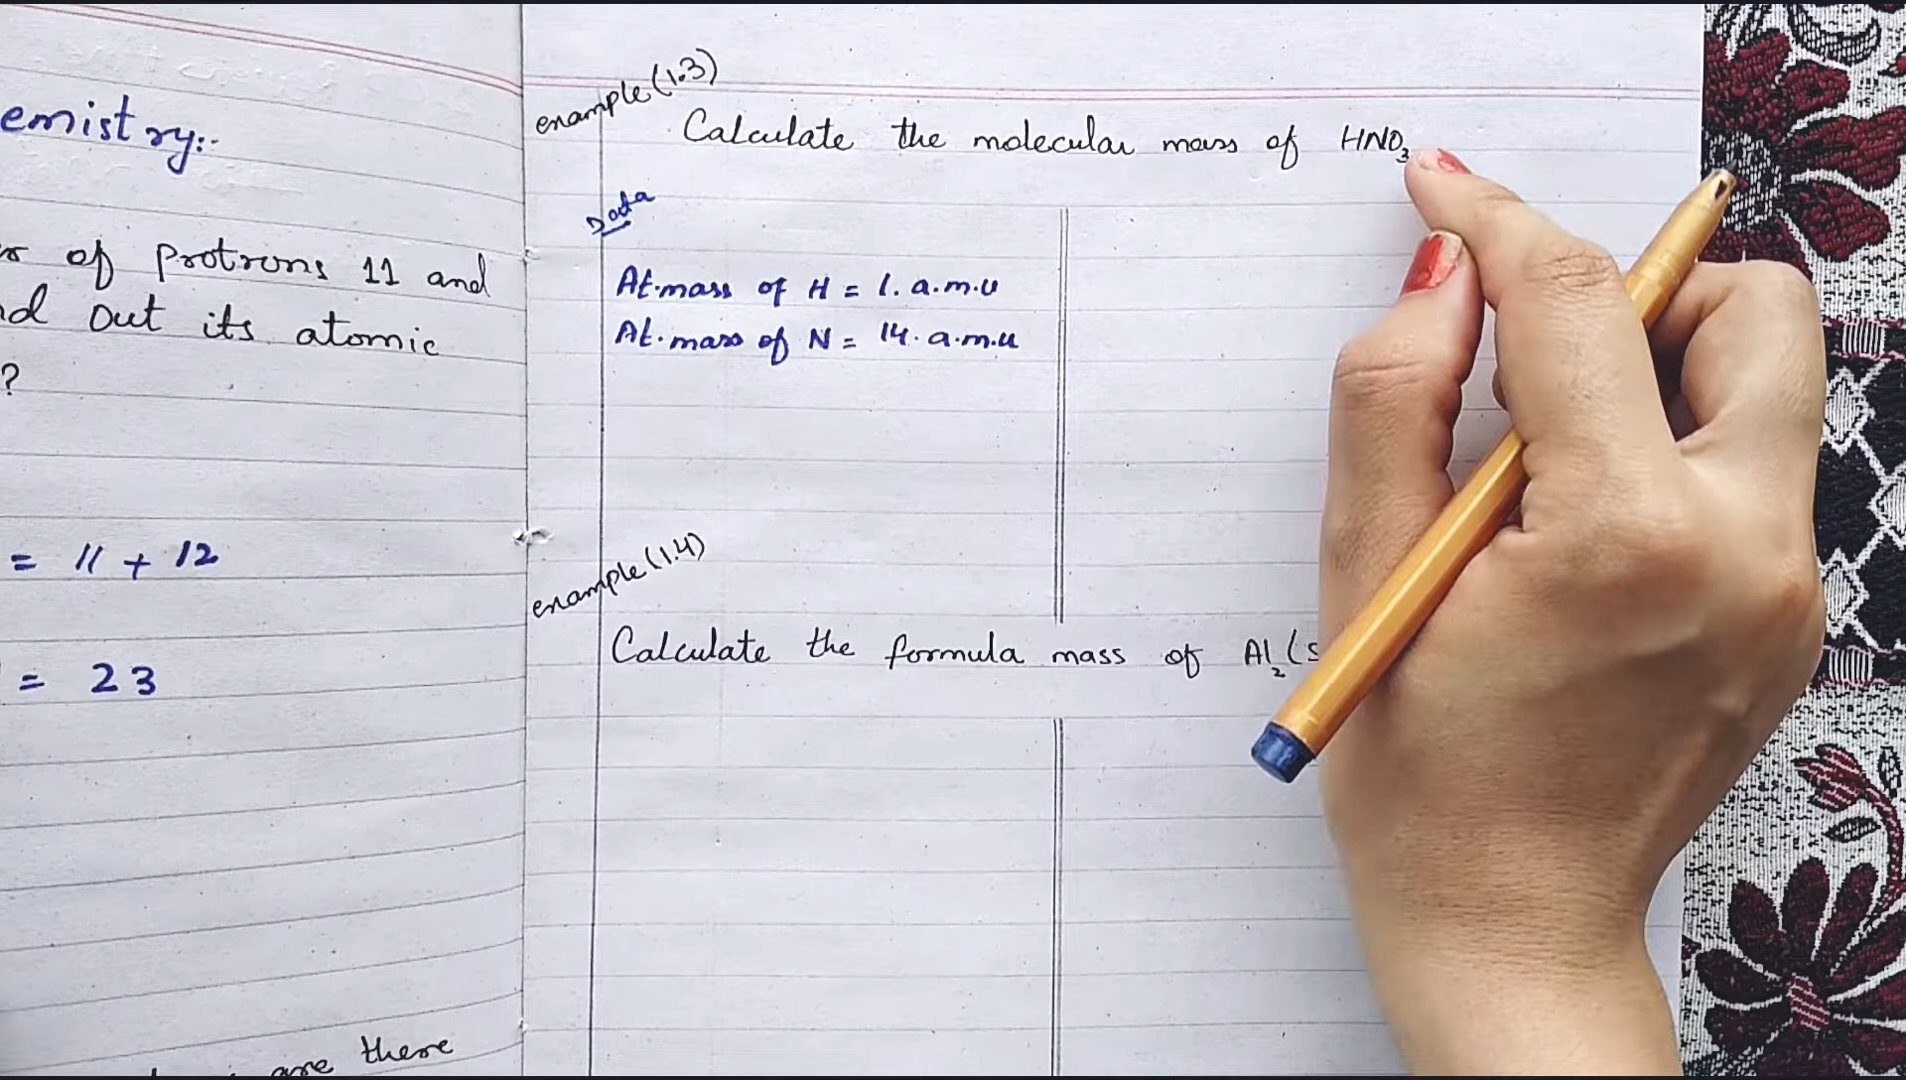 emistry:-
of Protrons 11 and
out its atomic
?
= 11 + 12
= 23
are there
example (1.3)
Calculate the molecular mass of HNO₃
Data
At.mass of H = 1. a.m.u
At.mass of N = 14. a.m.u
example (1.4)
Calculate the formula mass of Al₂(S